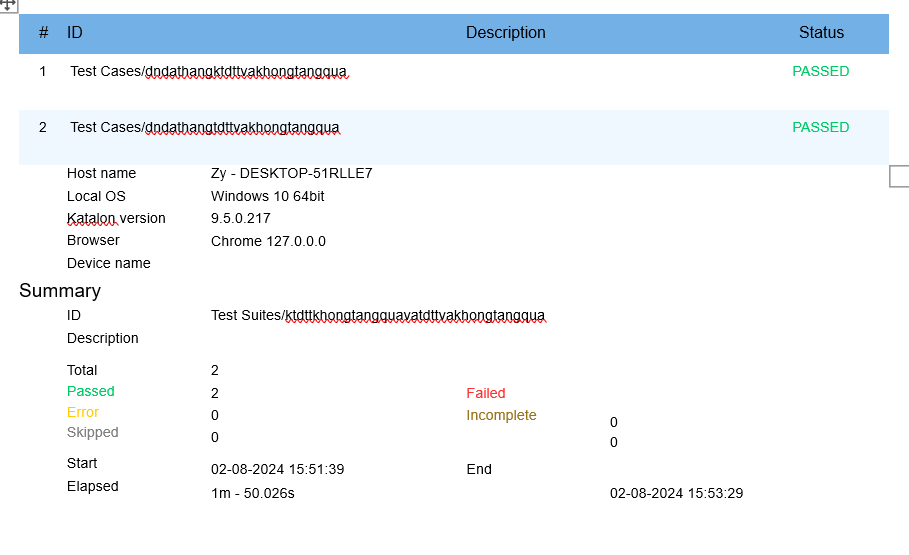 # ID Description Status
1 Test Cases/dndathangktdttvakhongtangqua PASSED
2 Test Cases/dndathangtdttvakhongtangqua PASSED
Host name Zy - DESKTOP-51RLLE7
Local OS Windows 10 64bit
Katalon version 9.5.0.217
Browser Chrome 127.0.0.0
Device name
Summary
ID Test Suites/ktdttkhongtangquavatdttvakhongtangqua
Description
Total 2
Passed 2 Failed
Error 0 Incomplete 0
Skipped 0 0
Start 02-08-2024 15:51:39 End
Elapsed 1m - 50.026s 02-08-2024 15:53:29